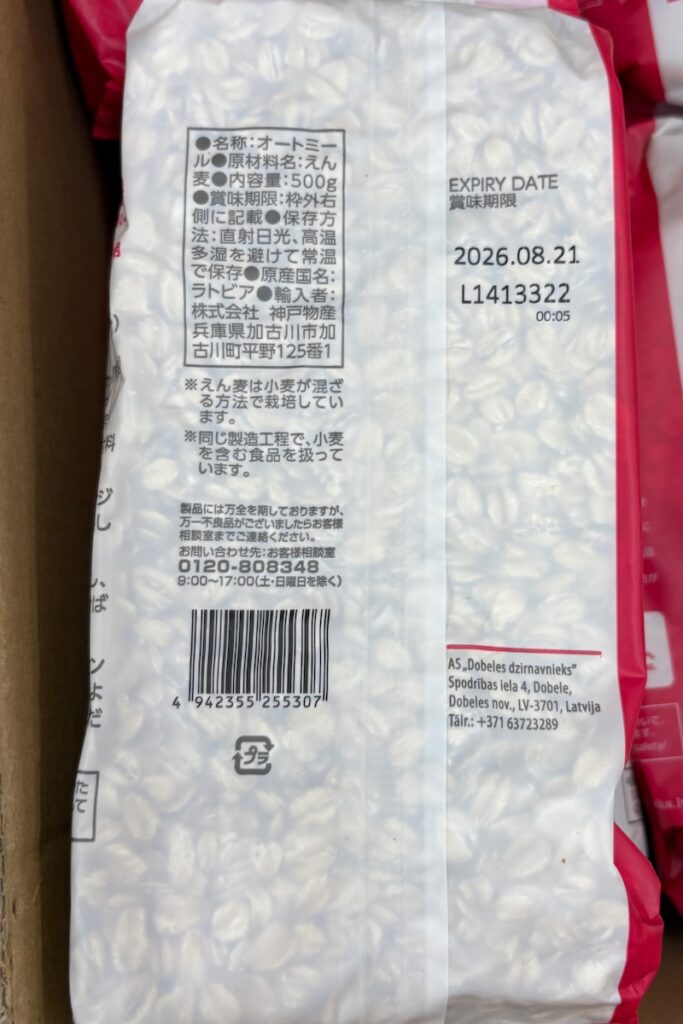 ●名称:オートミー
ル●原材料名:えん
麦●内容量:500g
●賞味期限:枠外右
側に記載●保存方
法:直射日光、高温
多湿を避けて常温
で保存●原産国名:
ラトビア●輸入者:
株式会社 神戸物産
兵庫県加古川市加
古川町平野125番1
※えん麦は小麦が混ざ
る方法で栽培してい
ます。
※同じ製造工程で、小麦
を含む食品を扱って
います。
製品には万全を期しておりますが、
万一不良品がございましたらお客様
相談室までご連絡ください。
お問い合わせ先:お客様相談室
0120-808348
9:00〜17:00(土・日曜日を除く)
4 942355 255307
プラ
EXPIRY DATE
賞味期限
2026.08.21
L1413322
00:05
AS „Dobeles dzirnavnieks"
Spodrības iela 4, Dobele,
Dobeles nov., LV-3701, Latvija
Tālr.: +371 63723289